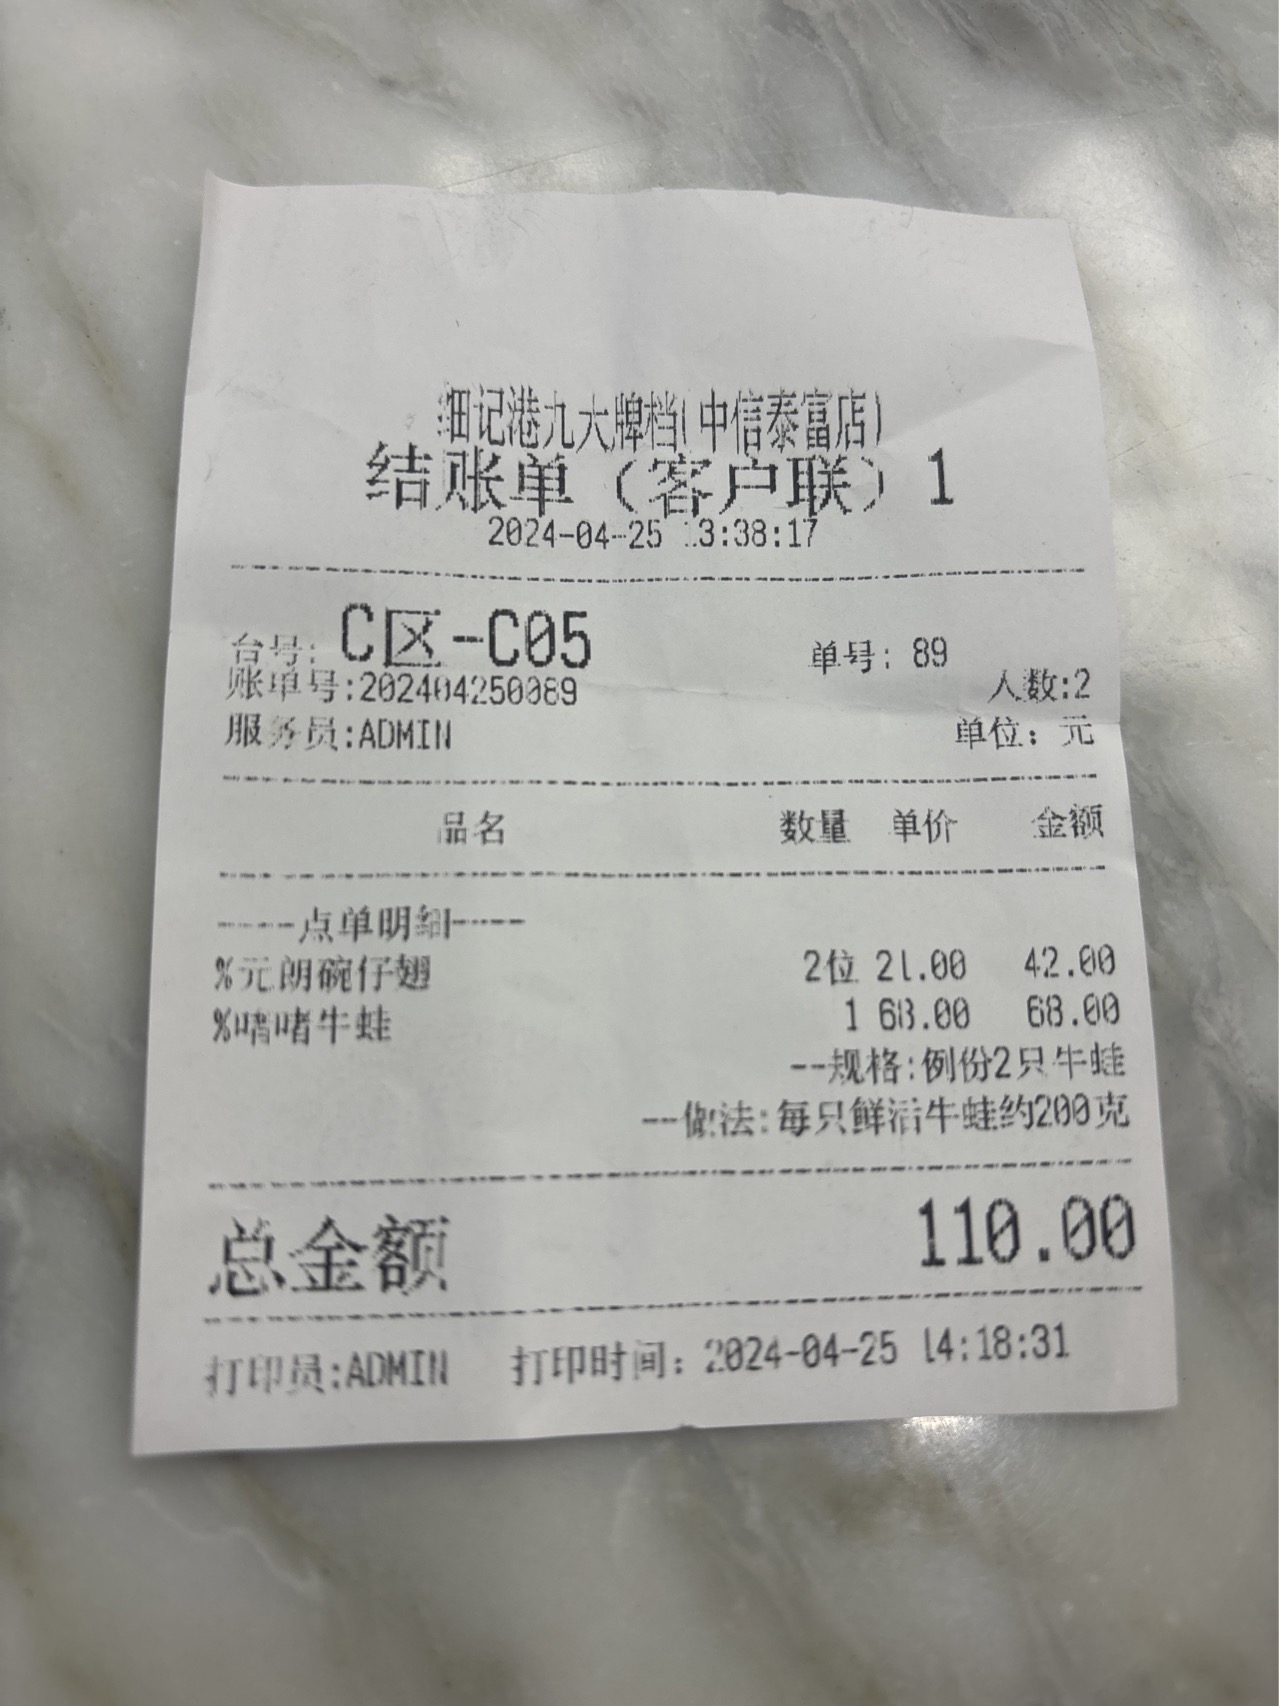 细记港九大牌档(中信泰富店)
结账单（客户联）1
2024-04-25 13:38:17
台号: C区-C05 单号: 89
账单号:202404250089 人数:2
服务员:ADMIN 单位: 元
品名 数量 单价 金额
-----点单明细-----
%元朗碗仔翅 2位 21.00 42.00
%啫啫牛蛙 1 68.00 68.00
--规格:例份2只牛蛙
--做法:每只鲜活牛蛙约200克
总金额 110.00
打印员:ADMIN 打印时间: 2024-04-25 14:18:31